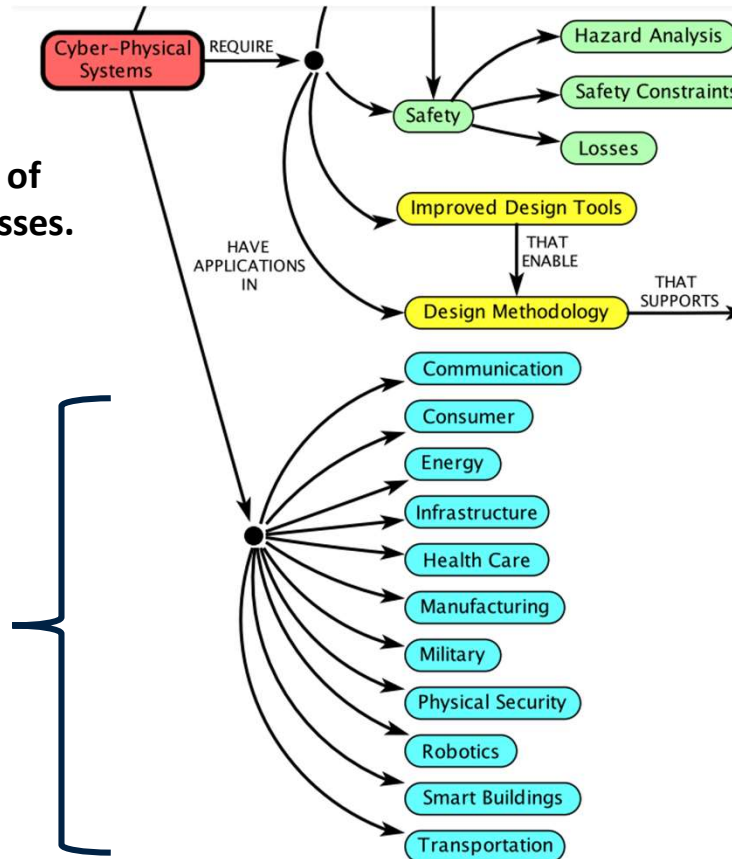 Cyber-Physical
Systems
REQUIRE
Hazard Analysis
Safety Constraints
Safety
Losses
of
sses.
Improved Design Tools
HAVE
APPLICATIONS
IN
THAT
ENABLE
THAT
SUPPORTS
Design Methodology
Communication
Consumer
Energy
Infrastructure
Health Care
Manufacturing
Military
Physical Security
Robotics
Smart Buildings
Transportation